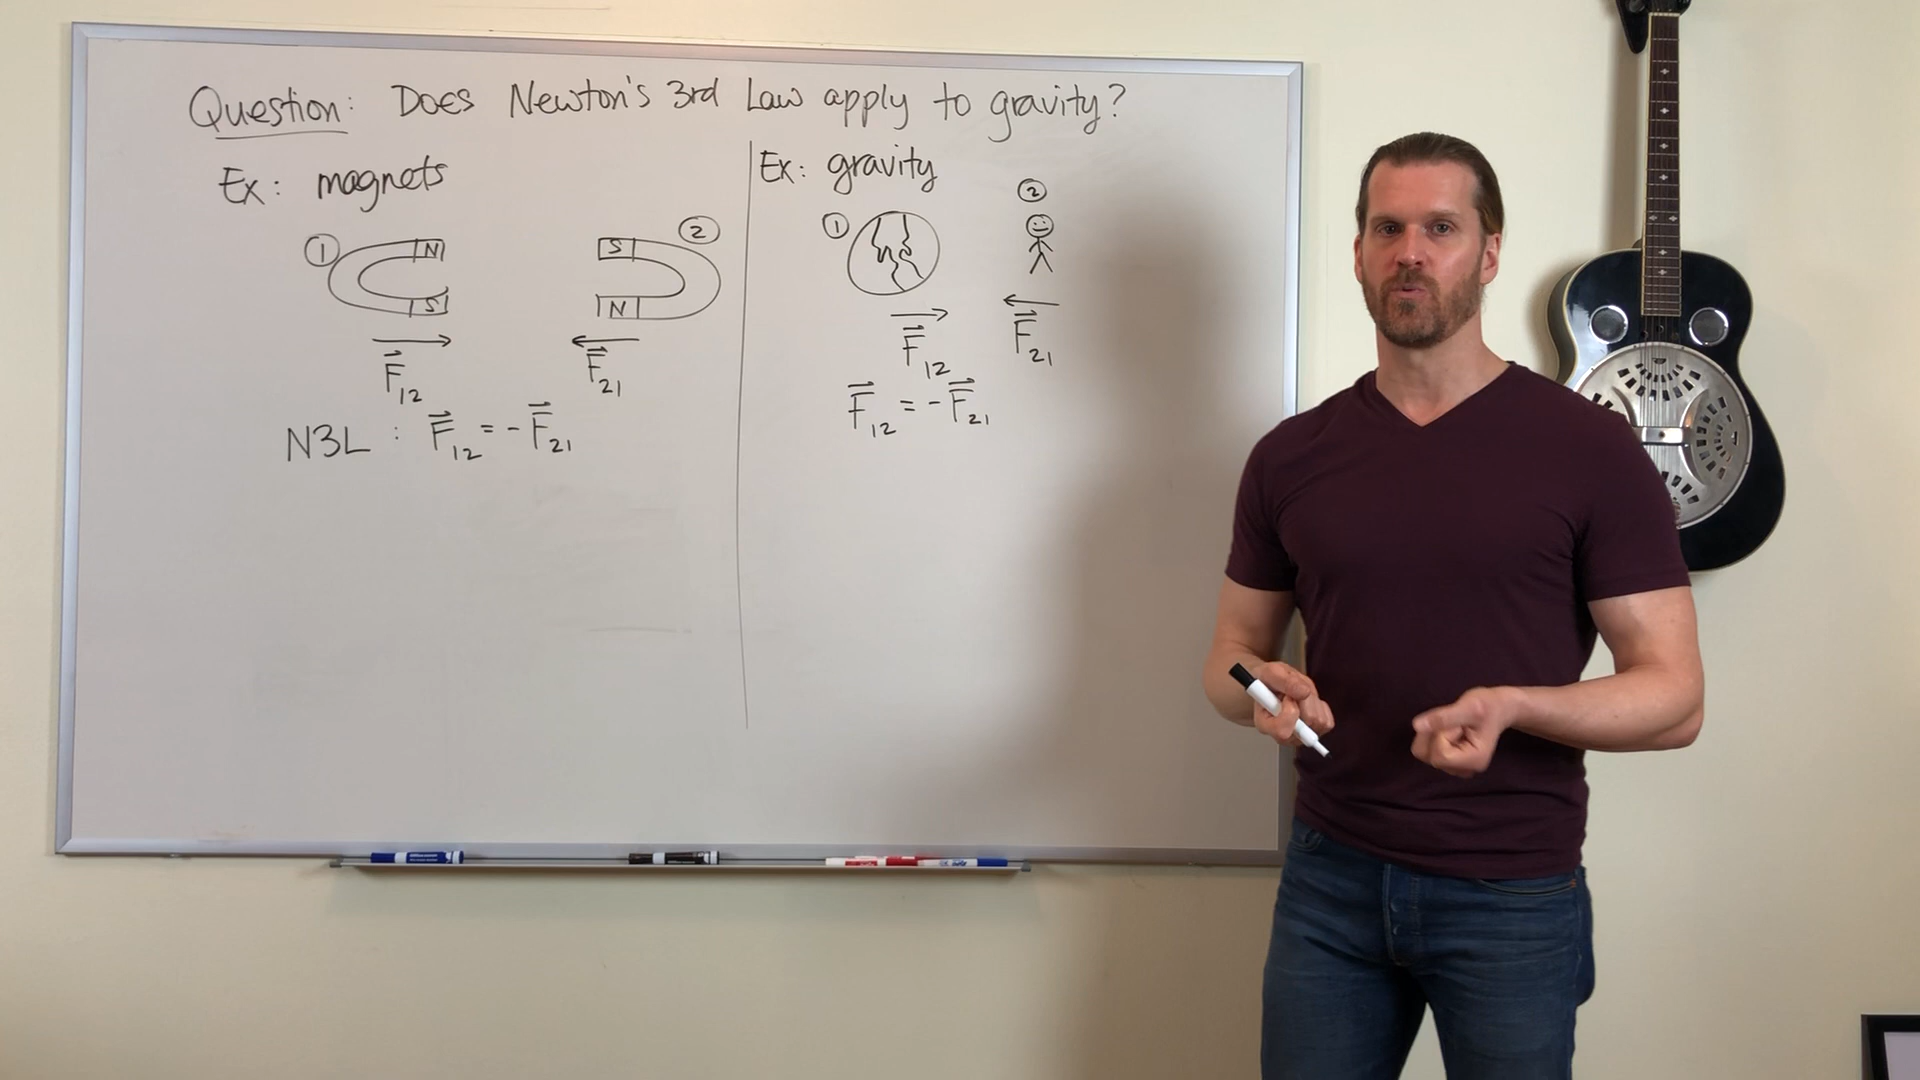 Question: Does Newton's 3rd Law apply to gravity?
Ex: magnets
1 N
S
S 2
N
F₁₂
F₂₁
N3L : F₁₂ = -F₂₁
Ex: gravity
1
2
F₁₂
F₂₁
F₁₂ = -F₂₁